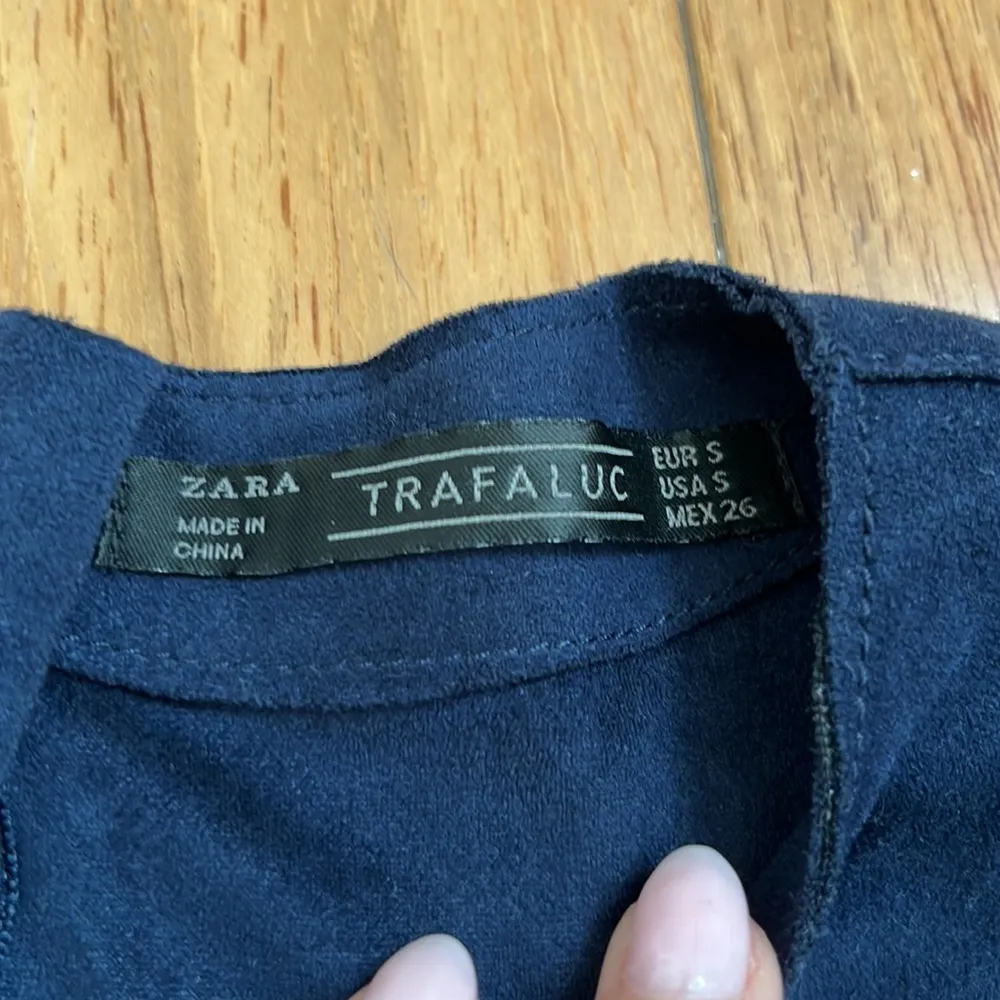 ZARA
MADE IN
CHINA
TRAFALUC
EUR S
USA S
MEX 26